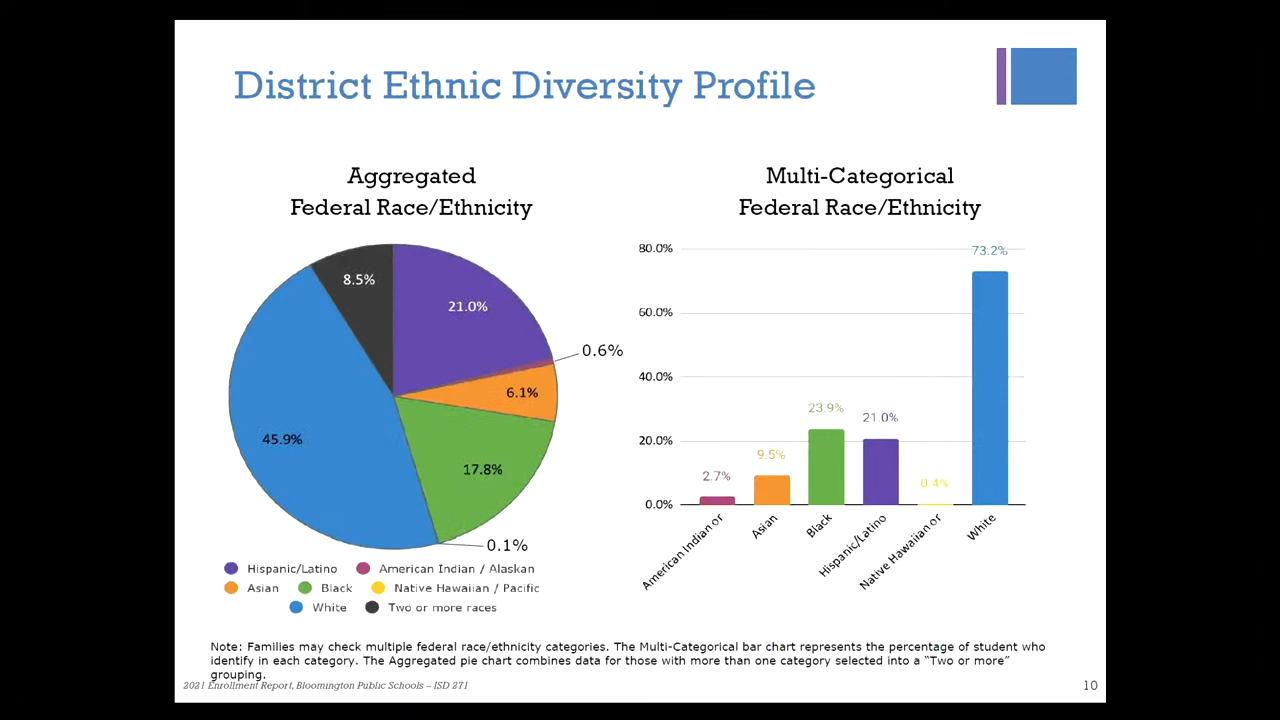 District Ethnic Diversity Profile
Aggregated
Federal Race/Ethnicity
8.5%
21.0%
0.6%
6.1%
45.9%
17.8%
0.1%
Hispanic/Latino
American Indian / Alaskan
Asian
Black
Native Hawaiian / Pacific
White
Two or more races
Multi-Categorical
Federal Race/Ethnicity
80.0%
60.0%
40.0%
20.0%
0.0%
2.7%
9.5%
23.9%
21.0%
0.4%
73.2%
American Indian or
Asian
Black
Hispanic/Latino
Native Hawaiian or
White
Note: Families may check multiple federal race/ethnicity categories. The Multi-Categorical bar chart represents the percentage of student who
identify in each category. The Aggregated pie chart combines data for those with more than one category selected into a “Two or more”
grouping.
2021 Enrollment Report, Bloomington Public Schools – ISD 271
10